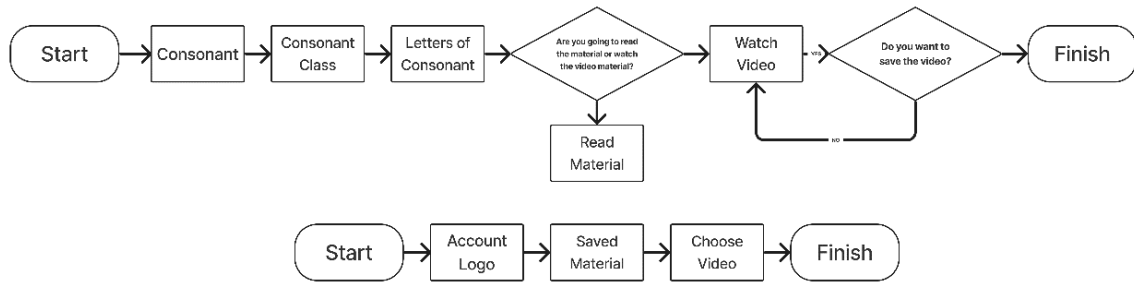 Start
Consonant
Consonant
Class
Letters of
Consonant
Are you going to read
the material or watch
the video material?
Read
Material
Watch
Video
YES
Do you want to
save the video?
NO
Finish
Start
Account
Logo
Saved
Material
Choose
Video
Finish